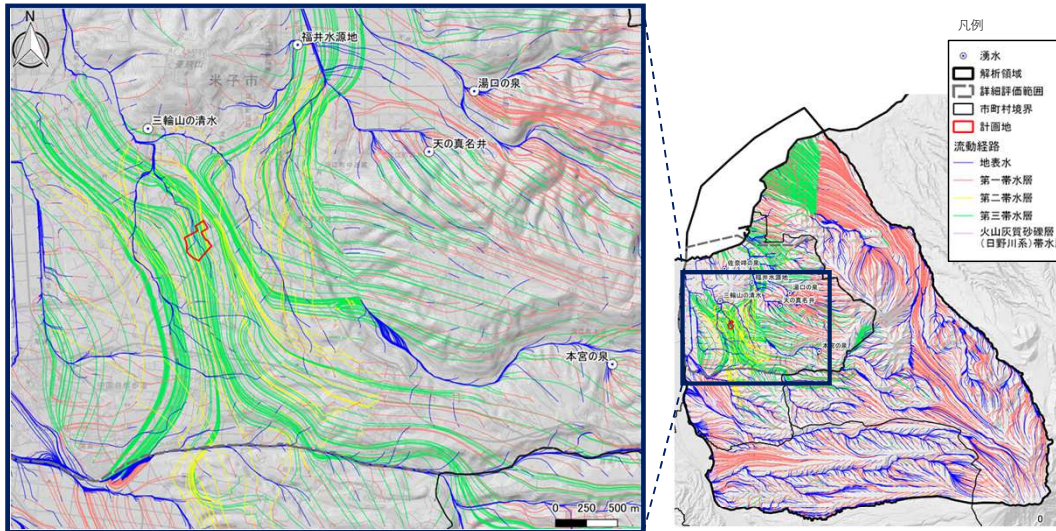 福井水源地
湯口の泉
米子市
三輪山の清水
天の真名井
本宮の泉
0 250 500 m
凡例
湧水
解析領域
詳細評価範囲
市町村境界
計画地
流動経路
地表水
第一帯水層
第二帯水層
第三帯水層
火山灰質砂礫層
(日野川系)帯水
福井水源地
湯口の泉
三輪山の清水
天の真名井
本宮の泉
0